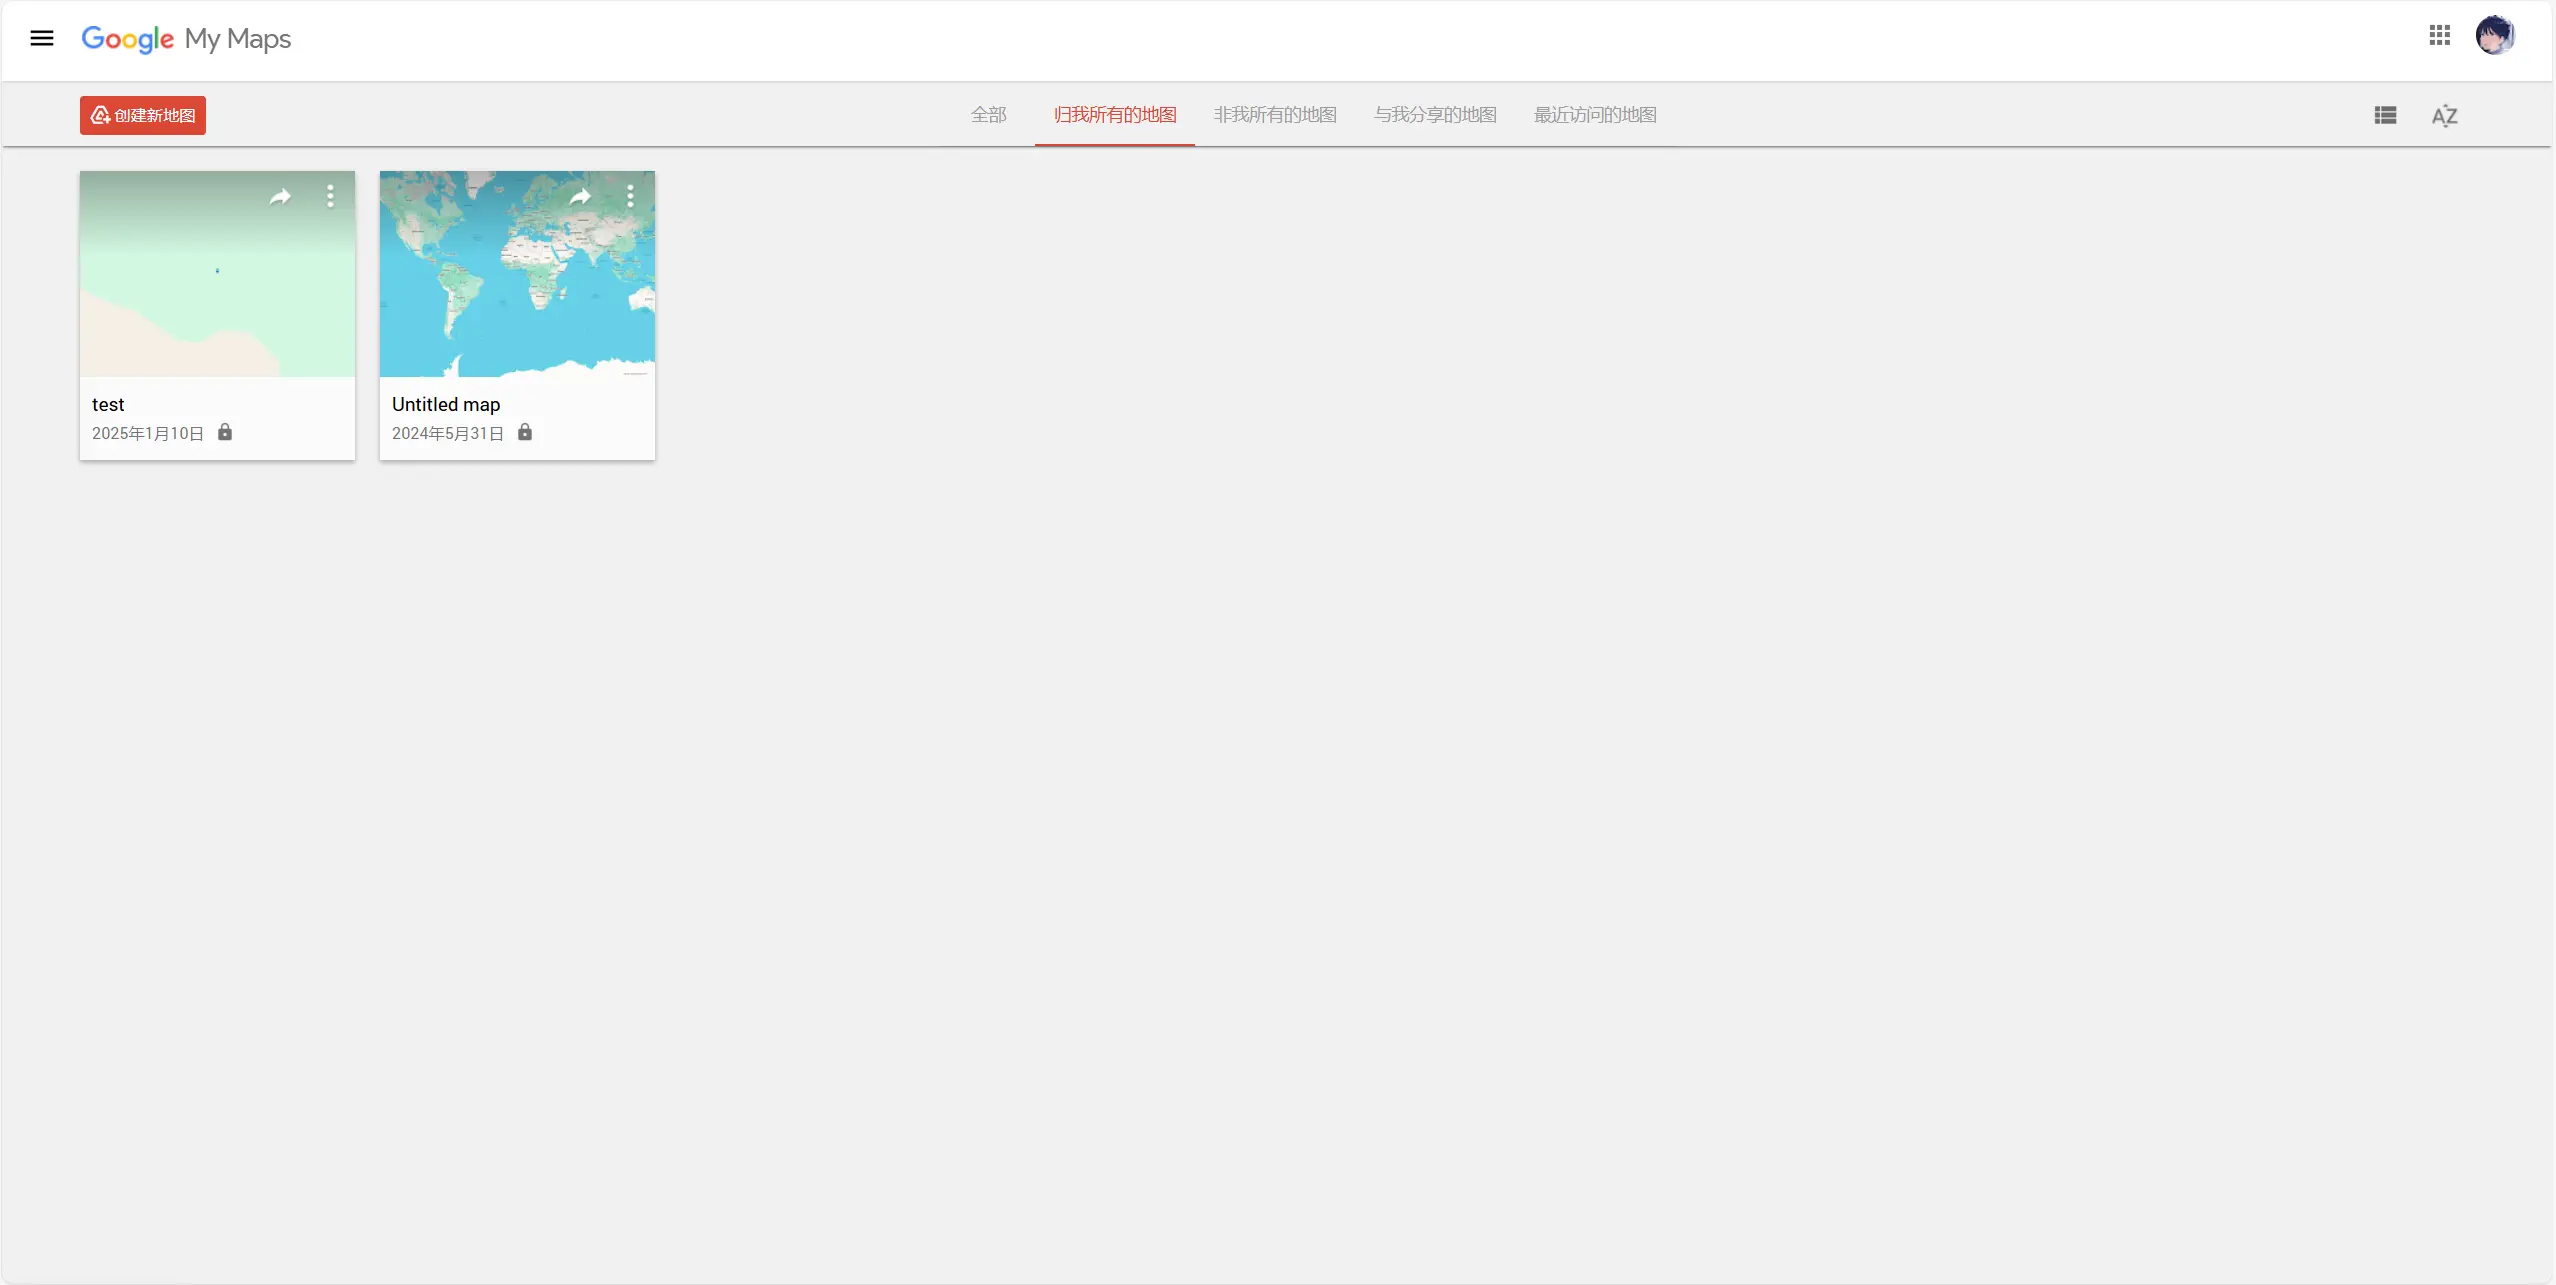 Google My Maps
创建新地图
全部
归我所有的地图
非我所有的地图
与我分享的地图
最近访问的地图
AZ
test
2025年1月10日
Untitled map
2024年5月31日